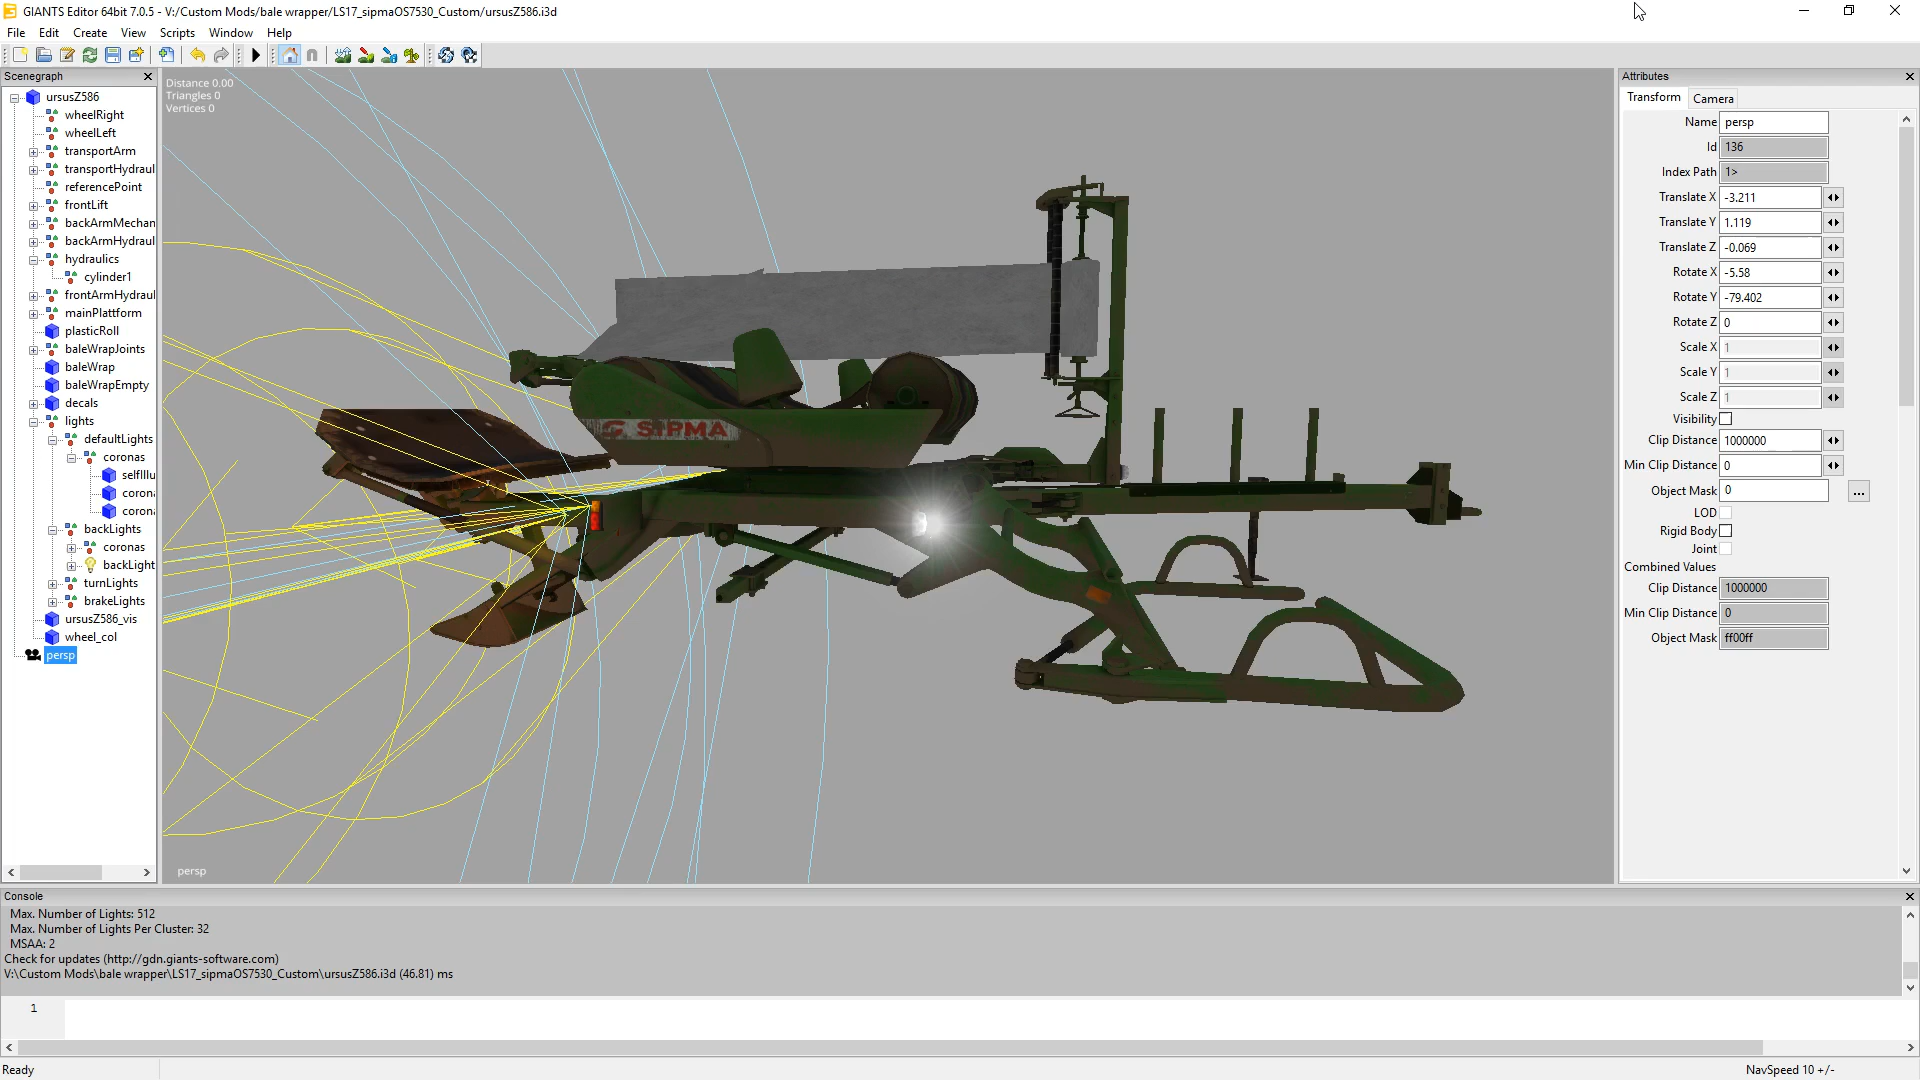 GIANTS Editor 64bit 7.0.5 - V:/Custom Mods/bale wrapper/LS17_sipmaOS7530_Custom/ursusZ586.i3d
File Edit Create View Scripts Window Help
Scenegraph
ursusZ586
wheelRight
wheelLeft
transportArm
transportHydraul
referencePoint
frontLift
backArmMechan
backArmHydraul
hydraulics
cylinder1
frontArmHydraul
mainPlattform
plasticRoll
baleWrapJoints
baleWrap
baleWrapEmpty
decals
lights
defaultLights
coronas
selfIllu
corona
corona
backLights
coronas
backLight
turnLights
brakeLights
ursusZ586_vis
wheel_col
persp
Distance 0.00
Triangles 0
Vertices 0
SIPMA
persp
Attributes
Transform Camera
Name persp
Id 136
Index Path 1>
Translate X -3.211
Translate Y 1.119
Translate Z -0.069
Rotate X -5.58
Rotate Y -79.402
Rotate Z 0
Scale X 1
Scale Y 1
Scale Z 1
Visibility
Clip Distance 1000000
Min Clip Distance 0
Object Mask 0 ...
LOD
Rigid Body
Joint
Combined Values
Clip Distance 1000000
Min Clip Distance 0
Object Mask ff00ff
Console
Max. Number of Lights: 512
Max. Number of Lights Per Cluster: 32
MSAA: 2
Check for updates (http://gdn.giants-software.com)
V:\Custom Mods\bale wrapper\LS17_sipmaOS7530_Custom\ursusZ586.i3d (46.81) ms
1
Ready
NavSpeed 10 +/-